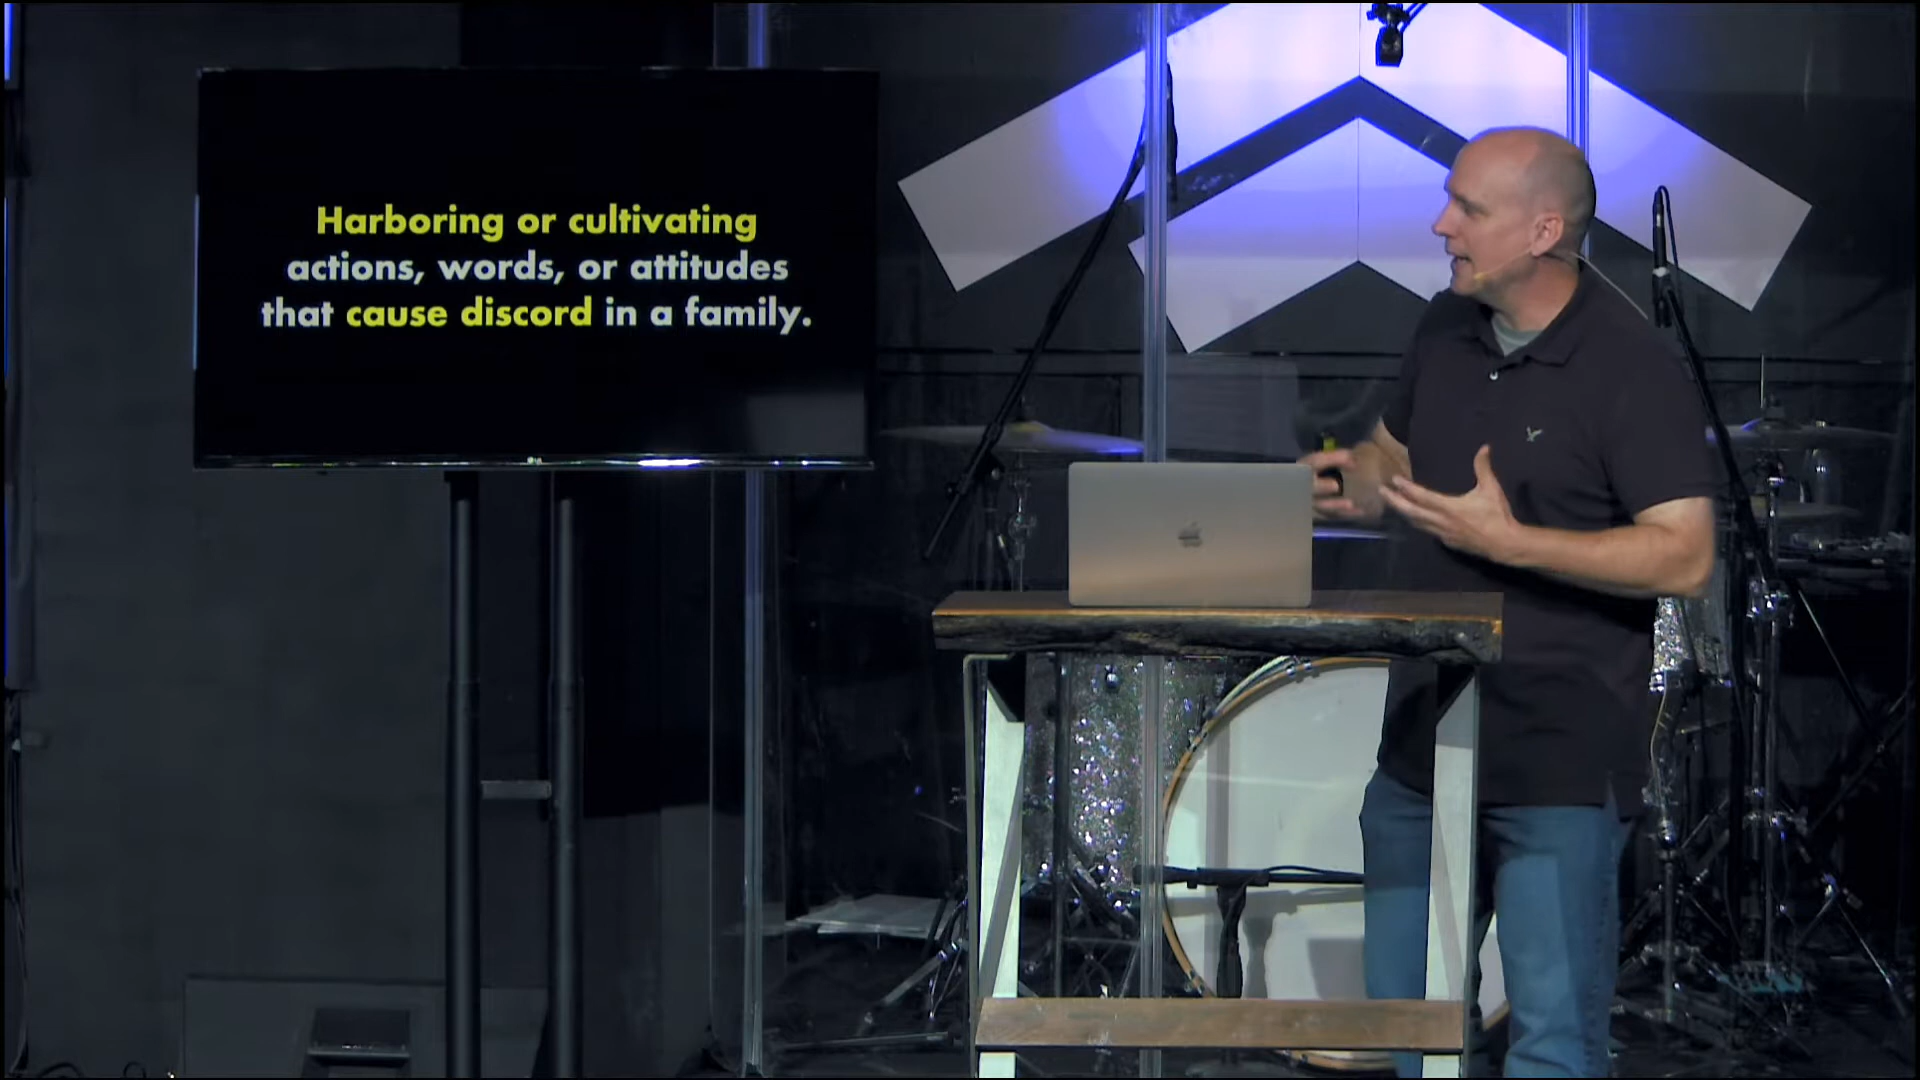 Harboring or cultivating
actions, words, or attitudes
that cause discord in a family.